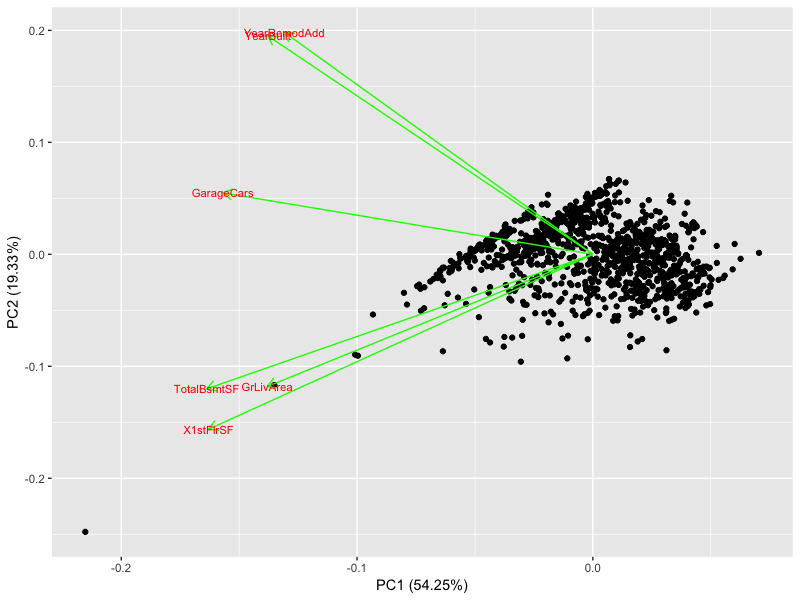 0.2
0.1
0.0
-0.1
-0.2
PC2 (19.33%)
YearRemodAdd
YearBuilt
GarageCars
TotalBsmtSF
GrLivArea
X1stFlrSF
-0.2
-0.1
0.0
PC1 (54.25%)